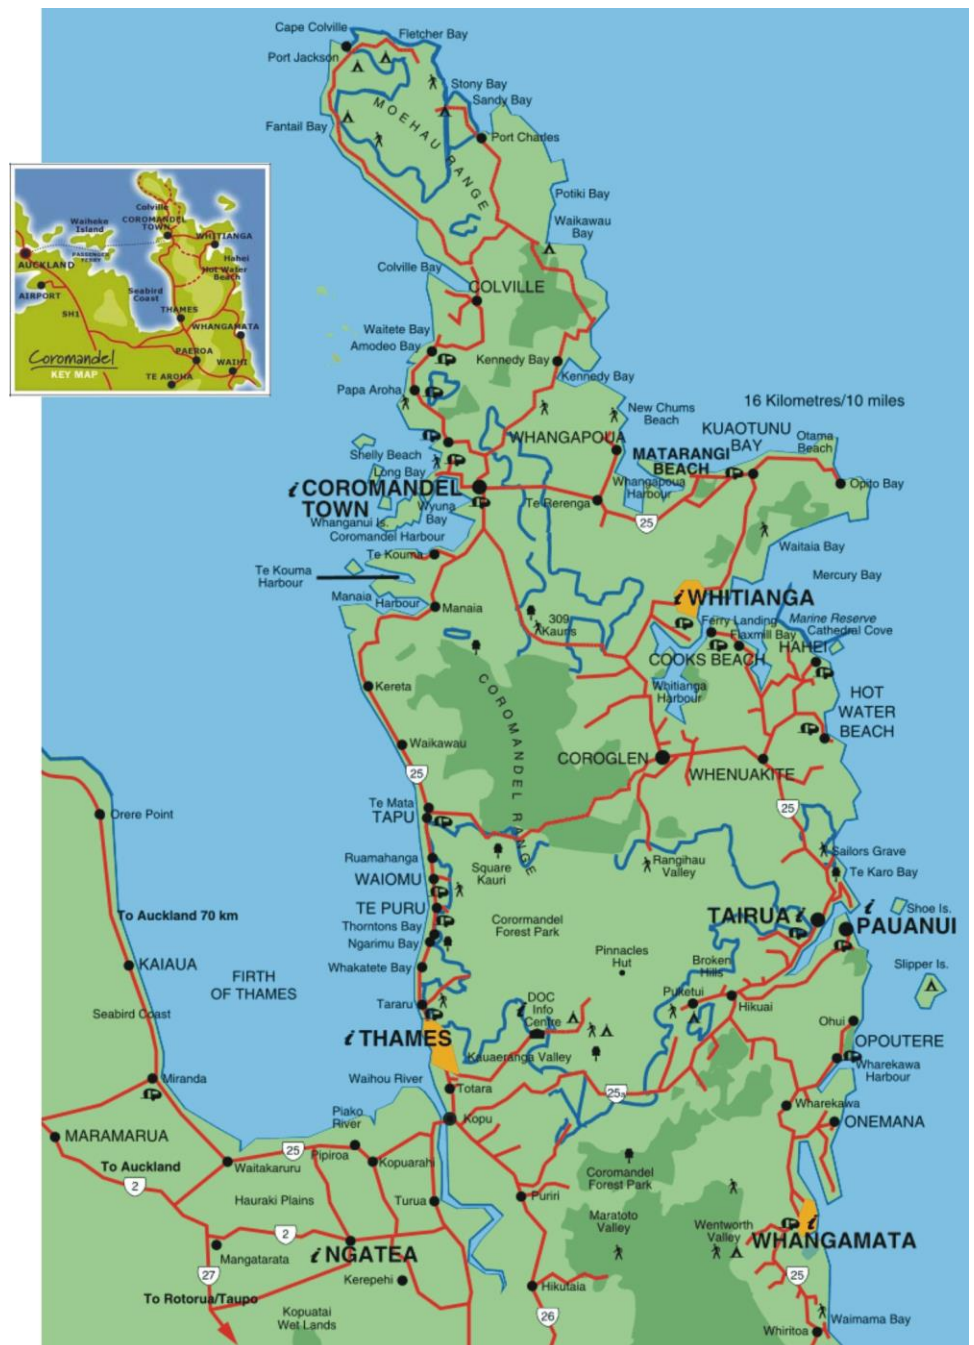 Cape Colville
Fletcher Bay
Port Jackson
Stony Bay
Sandy Bay
Fantail Bay
MOEHAU RANGE
Port Charles
Potiki Bay
Waikawau
Bay
Colville
COROMANDEL
TOWN
Waiheke
Island
WHITIANGA
PASSENGER
FERRY
Hahei
AUCKLAND
Hot Water
Beach
AIRPORT
Seabird
Coast
SH1
THAMES
WHANGAMATA
Coromandel
KEY MAP
PAEROA
WAIHI
TE AROHA
Colville Bay
COLVILLE
Waitete Bay
Amodeo Bay
Kennedy Bay
Kennedy Bay
Papa Aroha
16 Kilometres/10 miles
New Chums
Beach
WHANGAPOUA
KUAOTUNU
BAY
Otama
Beach
MATARANGI
BEACH
Shelly Beach
Long Bay
Whangapoua
Harbour
Opito Bay
i COROMANDEL
TOWN
Wyuna
Bay
Te Rerenga
25
Whanganui Is.
Coromandel Harbour
Te Kouma
Waitaia Bay
Te Kouma
Harbour
Mercury Bay
Manaia
Harbour
Manaia
i WHITIANGA
309
Kauris
Ferry Landing
Flaxmill Bay
Marine Reserve
Cathedral Cove
COOKS BEACH
HAHEI
Kereta
Whitianga
Harbour
HOT
WATER
BEACH
COROMANDEL RANGE
Waikawau
COROGLEN
WHENUAKITE
25
25
Te Mata
TAPU
Orere Point
Ruamahanga
Square
Kauri
Rangihau
Valley
Sailors Grave
WAIOMU
Te Karo Bay
To Auckland 70 km
TE PURU
Thorntons Bay
Ngarimu Bay
Corormandel
Forest Park
TAIRUA i
i
Shoe Is.
PAUANUI
KAIAUA
FIRTH
OF THAMES
Whakatete Bay
Pinnacles
Hut
Broken
Hills
Slipper Is.
Seabird Coast
Tararu
DOC
i Info
Centre
Puketui
Hikuai
Ohui
i THAMES
Kauaeranga Valley
OPOUTERE
Wharekawa
Harbour
Miranda
Waihou River
Totara
25a
Wharekawa
Piako
River
Kopu
ONEMANA
MARAMARUA
25
Pipiroa
To Auckland
Waitakaruru
Kopuarahi
Coromandel
Forest Park
2
Hauraki Plains
Turua
Puriri
Maratoto
Valley
Wentworth
Valley
i
WHANGAMATA
2
i NGATEA
Mangatarata
27
Kerepehi
Hikutaia
25
To Rotorua/Taupo
Kopuatai
Wet Lands
26
Waimama Bay
Whiritoa